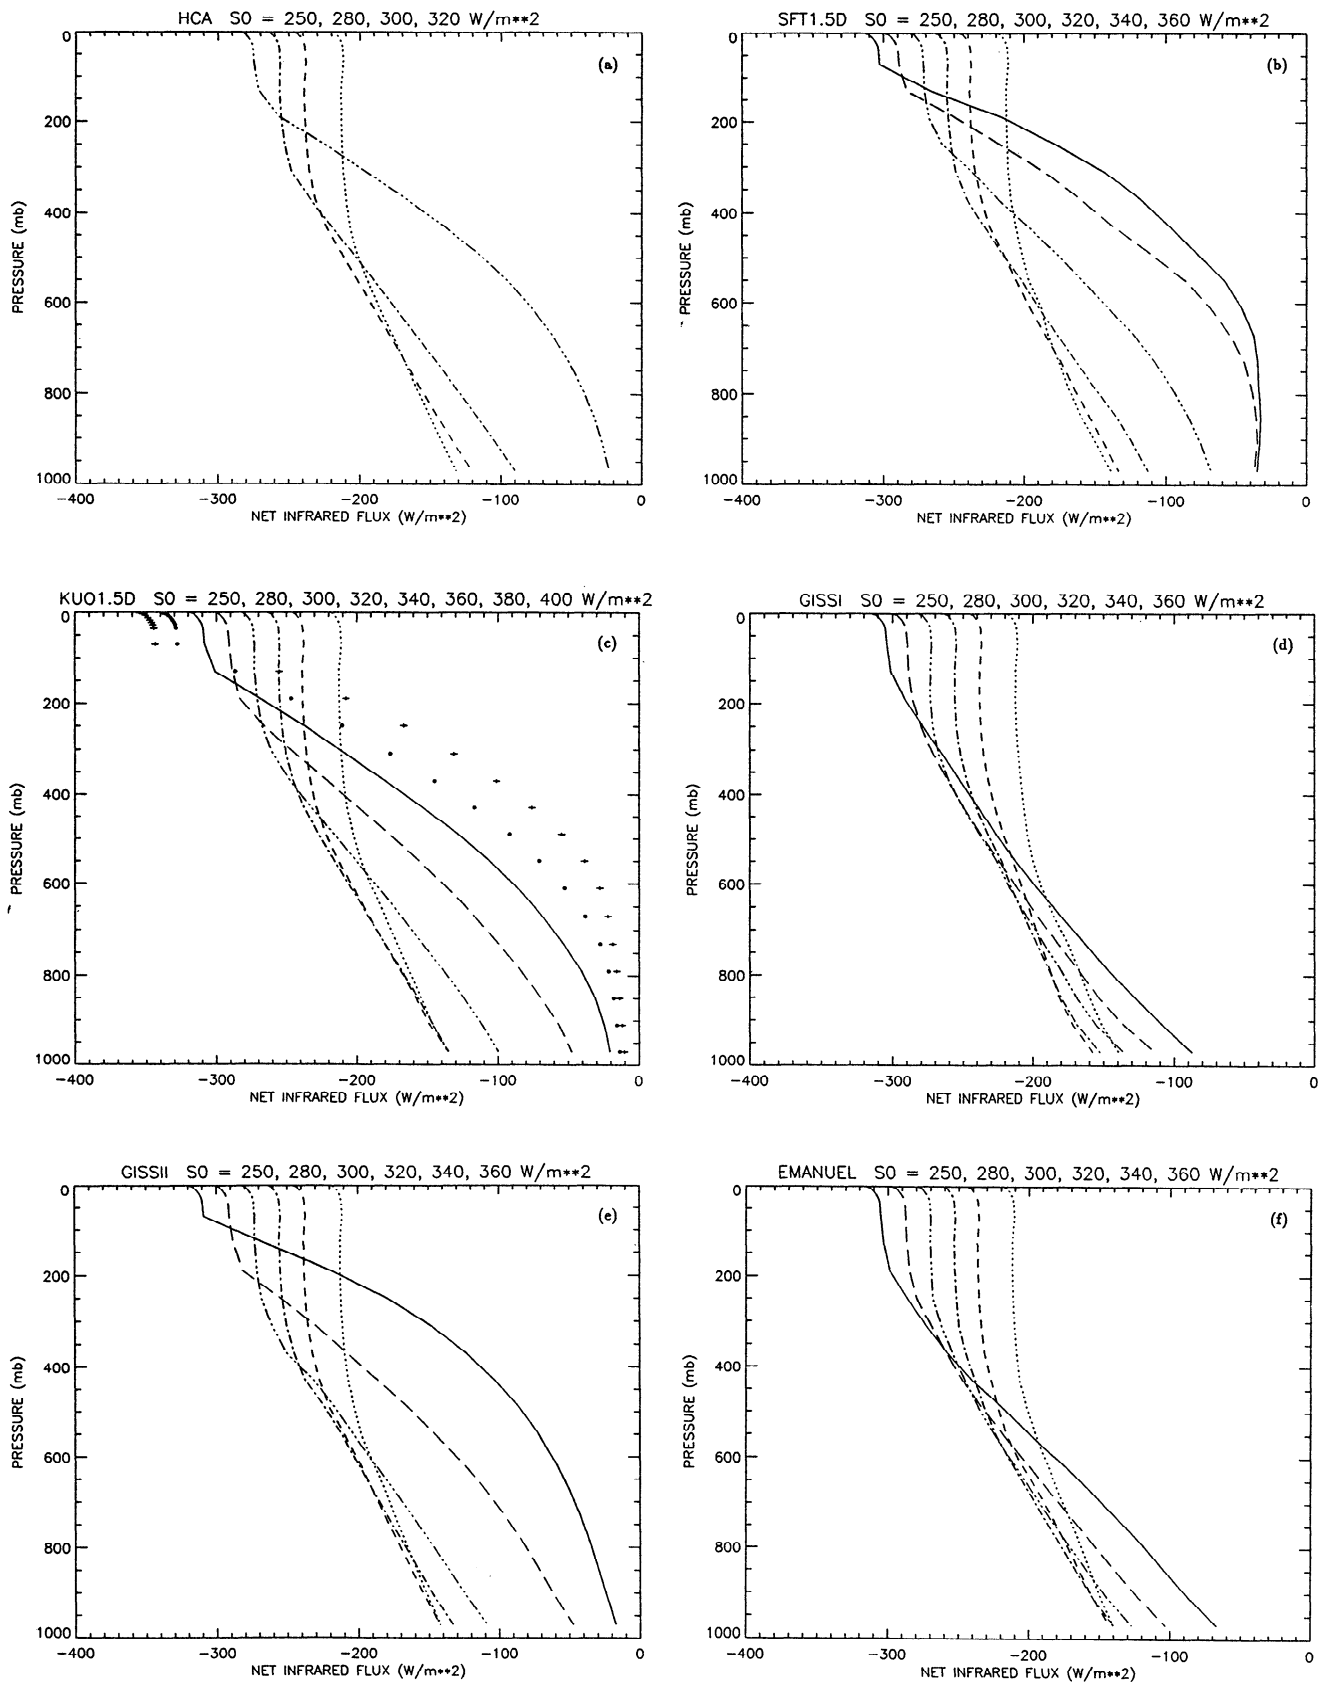 HCA S0 = 250, 280, 300, 320 W/m**2
(a)
0
200
400
600
800
1000
PRESSURE (mb)
-400 -300 -200 -100 0
NET INFRARED FLUX (W/m**2)
SFT1.5D S0 = 250, 280, 300, 320, 340, 360 W/m**2
(b)
0
200
400
600
800
1000
PRESSURE (mb)
-400 -300 -200 -100 0
NET INFRARED FLUX (W/m**2)
KUO1.5D S0 = 250, 280, 300, 320, 340, 360, 380, 400 W/m**2
(c)
0
200
400
600
800
1000
PRESSURE (mb)
-400 -300 -200 -100 0
NET INFRARED FLUX (W/m**2)
GISSI S0 = 250, 280, 300, 320, 340, 360 W/m**2
(d)
0
200
400
600
800
1000
PRESSURE (mb)
-400 -300 -200 -100 0
NET INFRARED FLUX (W/m**2)
GISSII S0 = 250, 280, 300, 320, 340, 360 W/m**2
(e)
0
200
400
600
800
1000
PRESSURE (mb)
-400 -300 -200 -100 0
NET INFRARED FLUX (W/m**2)
EMANUEL S0 = 250, 280, 300, 320, 340, 360 W/m**2
(f)
0
200
400
600
800
1000
PRESSURE (mb)
-400 -300 -200 -100 0
NET INFRARED FLUX (W/m**2)